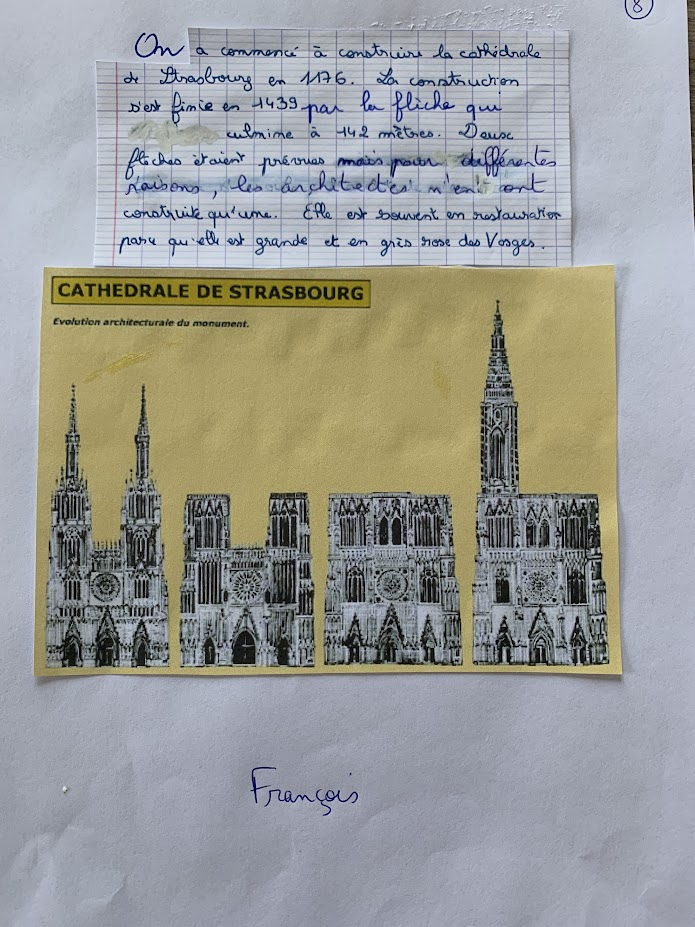 8
On a commencé à construire la cathédrale
de Strasbourg en 1176. La construction
s'est finie en 1439 par la flèche qui
culmine à 142 mètres. Deux
flèches étaient prévues mais pour différentes
raisons, les architectes n'en ont
construite qu'une. Elle est souvent en restauration
parce qu'elle est grande et en grès rose des Vosges.
CATHEDRALE DE STRASBOURG
Evolution architecturale du monument.
François